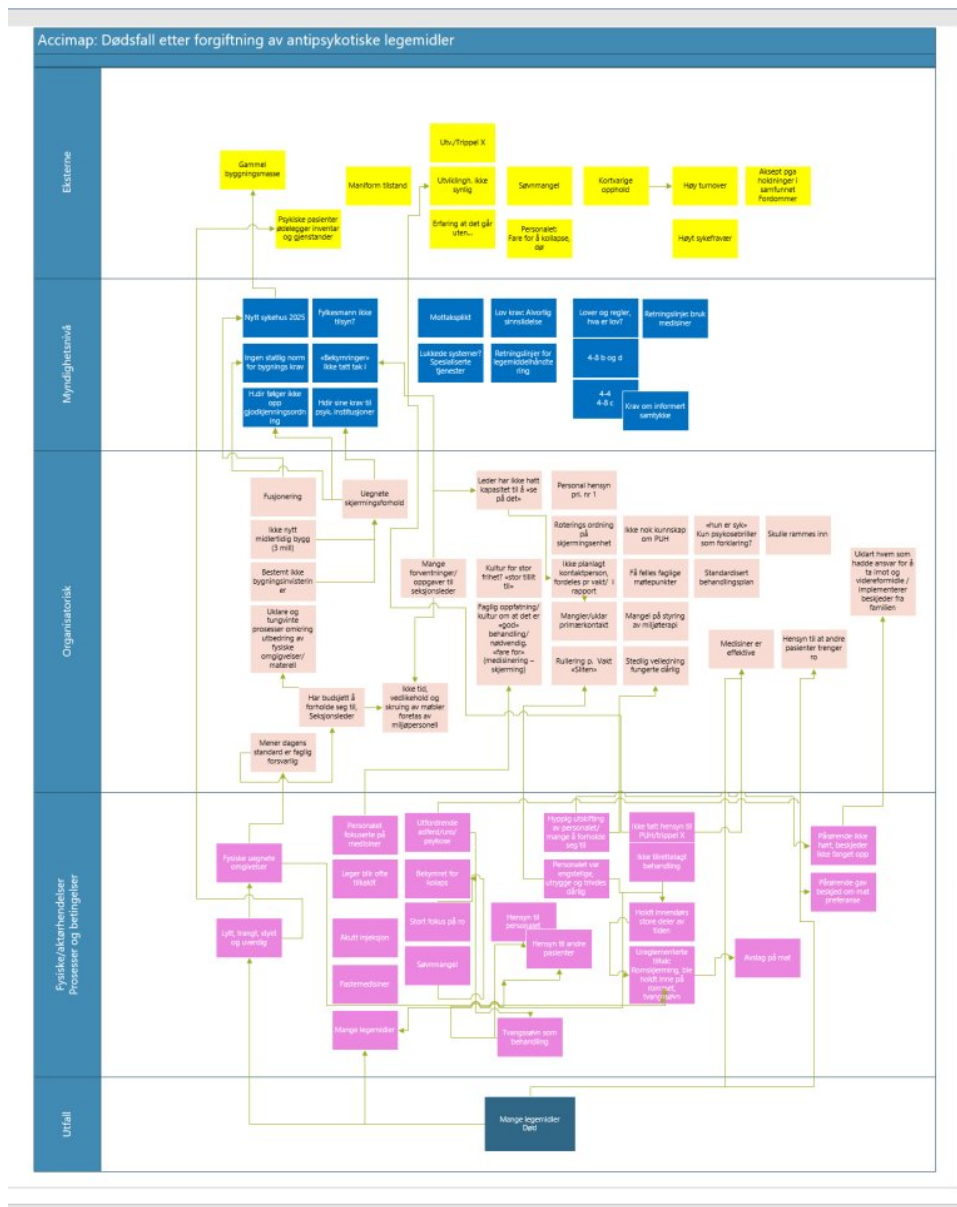 Accimap: Dødsfall etter forgiftning av antipsykotiske legemidler
Eksterne
Utv./Trippel X
Gammel
byggningsmasse
Maniform tilstand
Utviklingh. ikke
synlig
Søvnmangel
Kortvarige
opphold
Høy turnover
Aksept pga
holdninger i
samfunnet
Fordommer
Psykiske pasienter
ødelegger inventar
og gjenstander
Erfaring at det går
uten...
Personalet:
Fare for å kollapse,
dø
Høyt sykefravær
Myndighetsnivå
Nytt sykehus 2025
Fylkesmann ikke
tilsyn?
Mottaksplikt
Lov krav: Alvorlig
sinnslidelse
Lover og regler,
hva er lov?
Retningslinjer bruk
medisiner
Ingen statlig norm
for bygnings krav
«Bekymringer»
ikke tatt tak i
Lukkede systemer?
Spesialiserte
tjenester
Retningslinjer for
legemiddelhåndte
ring
4-8 b og d
H.dir følger ikke
opp
gjodkjenningsordn
ing
Hdir sine krav til
psyk. institusjoner
4-4
4-8 c
Krav om informert
samtykke
Organisatorisk
Fusjonering
Uegnete
skjermingsforhold
Leder har ikke hatt
kapasitet til å «se
på det»
Personal hensyn
pri. nr 1
Ikke nytt
midlertidig bygg
(3 mill)
Roterings ordning
på
skjermingsenhet
Ikke nok kunnskap
om PUH
«hun er syk»
Kun psykosebriller
som forklaring?
Skulle rammes inn
Bestemt ikke
bygningsinvisterin
er
Mange
forventninger/
oppgaver til
seksjonsleder
Kultur for stor
frihet? «stor tillit
til»
Ikke planlagt
kontaktperson,
fordeles pr vakt/ i
rapport
Få felles faglige
møtepunkter
Standardisert
behandlingsplan
Uklart hvem som
hadde ansvar for å
ta imot og
videreformidle /
implementerer
beskjeder fra
familien
Uklare og
tungvinte
prosesser omkring
utbedring av
fysiske
omgivelser/
materell
Faglig oppfatning/
kultur om at det er
«god»
behandling/
nødvendig.
«fare for»
(medisinering –
skjerming)
Mangler/uklar
primærkontakt
Mangel på styring
av miljøterapi
Medisiner er
effektive
Hensyn til at andre
pasienter trenger
ro
Rullering p. Vakt
«Sliten»
Stedlig veiledning
fungerte dårlig
Har budsjett å
forholde seg til,
Seksjonsleder
Ikke tid,
vedlikehold og
skruing av møbler
foretas av
miljøpersonell
Mener dagens
standard er faglig
forsvarlig
Fysiske/aktørhendelser
Prosesser og betingelser
Personalet
fokuserte på
medisiner
Utfordrende
adferd/uro/
psykose
Hyppig utskifting
av personalet/
mange å forholde
seg til
Ikke tatt hensyn til
PUH/trippel X
Pårørende ikke
hørt, beskjeder
ikke fanget opp
Fysiske uegnete
omgivelser
Leger blir ofte
tilkaldt
Bekymret for
kolaps
Personalet var
engstelige,
uttrygge og trivdes
dårlig
Ikke tilrettelagt
behandling
Pårørende gav
beskjed om mat
preferanse
Lytt, trangt, stygt
og uverdig
Akutt injeksjon
Stort fokus på ro
Hensyn til
personalet
Hensyn til andre
pasienter
Holdt innendørs
store deler av
tiden
Fastemedisiner
Søvnmangel
Ureglementerte
tiltak:
Romskjerming, ble
holdt inne på
rommet,
tvangssøvn
Avslag på mat
Mange legemidler
Tvangssøvn som
behandling
Utfall
Mange legemidler
Død